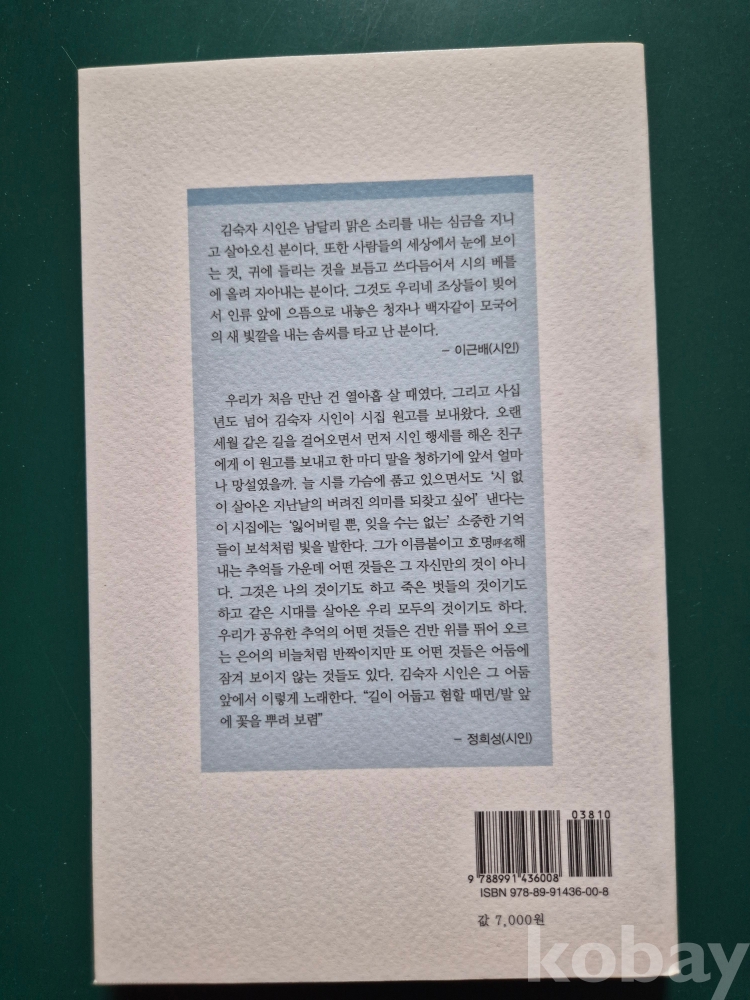 김숙자 시인은 남달리 맑은 소리를 내는 심금을 지니
고 살아오신 분이다. 또한 사람들의 세상에서 눈에 보이
는 것, 귀에 들리는 것을 보듬고 쓰다듬어서 시의 베틀
에 올려 자아내는 분이다. 그것도 우리네 조상들이 빚어
서 인류 앞에 으뜸으로 내놓은 청자나 백자같이 모국어
의 새 빛깔을 내는 솜씨를 타고 난 분이다.
– 이근배(시인)
우리가 처음 만난 건 열아홉 살 때였다. 그리고 사십
년도 넘어 김숙자 시인이 시집 원고를 보내왔다. 오랜
세월 같은 길을 걸어오면서 먼저 시인 행세를 해온 친구
에게 이 원고를 보내고 한 마디 말을 청하기에 앞서 얼마
나 망설였을까. 늘 시를 가슴에 품고 있으면서도 ‘시 없
이 살아온 지난날의 버려진 의미를 되찾고 싶어’ 낸다는
이 시집에는 ‘잃어버릴 뿐, 잊을 수는 없는’ 소중한 기억
들이 보석처럼 빛을 발한다. 그가 이름붙이고 호명呼名해
내는 추억들 가운데 어떤 것들은 그 자신만의 것이 아니
다. 그것은 나의 것이기도 하고 죽은 벗들의 것이기도
하고 같은 시대를 살아온 우리 모두의 것이기도 하다.
우리가 공유한 추억의 어떤 것들은 건반 위를 뛰어 오르
는 은어의 비늘처럼 반짝이지만 또 어떤 것들은 어둠에
잠겨 보이지 않는 것들도 있다. 김숙자 시인은 그 어둠
앞에서 이렇게 노래한다. “길이 어둡고 험할 때면/발 앞
에 꽃을 뿌려 보렴”
– 정희성(시인)
03810
9 788991 436008
ISBN 978-89-91436-00-8
값 7,000원
kobay